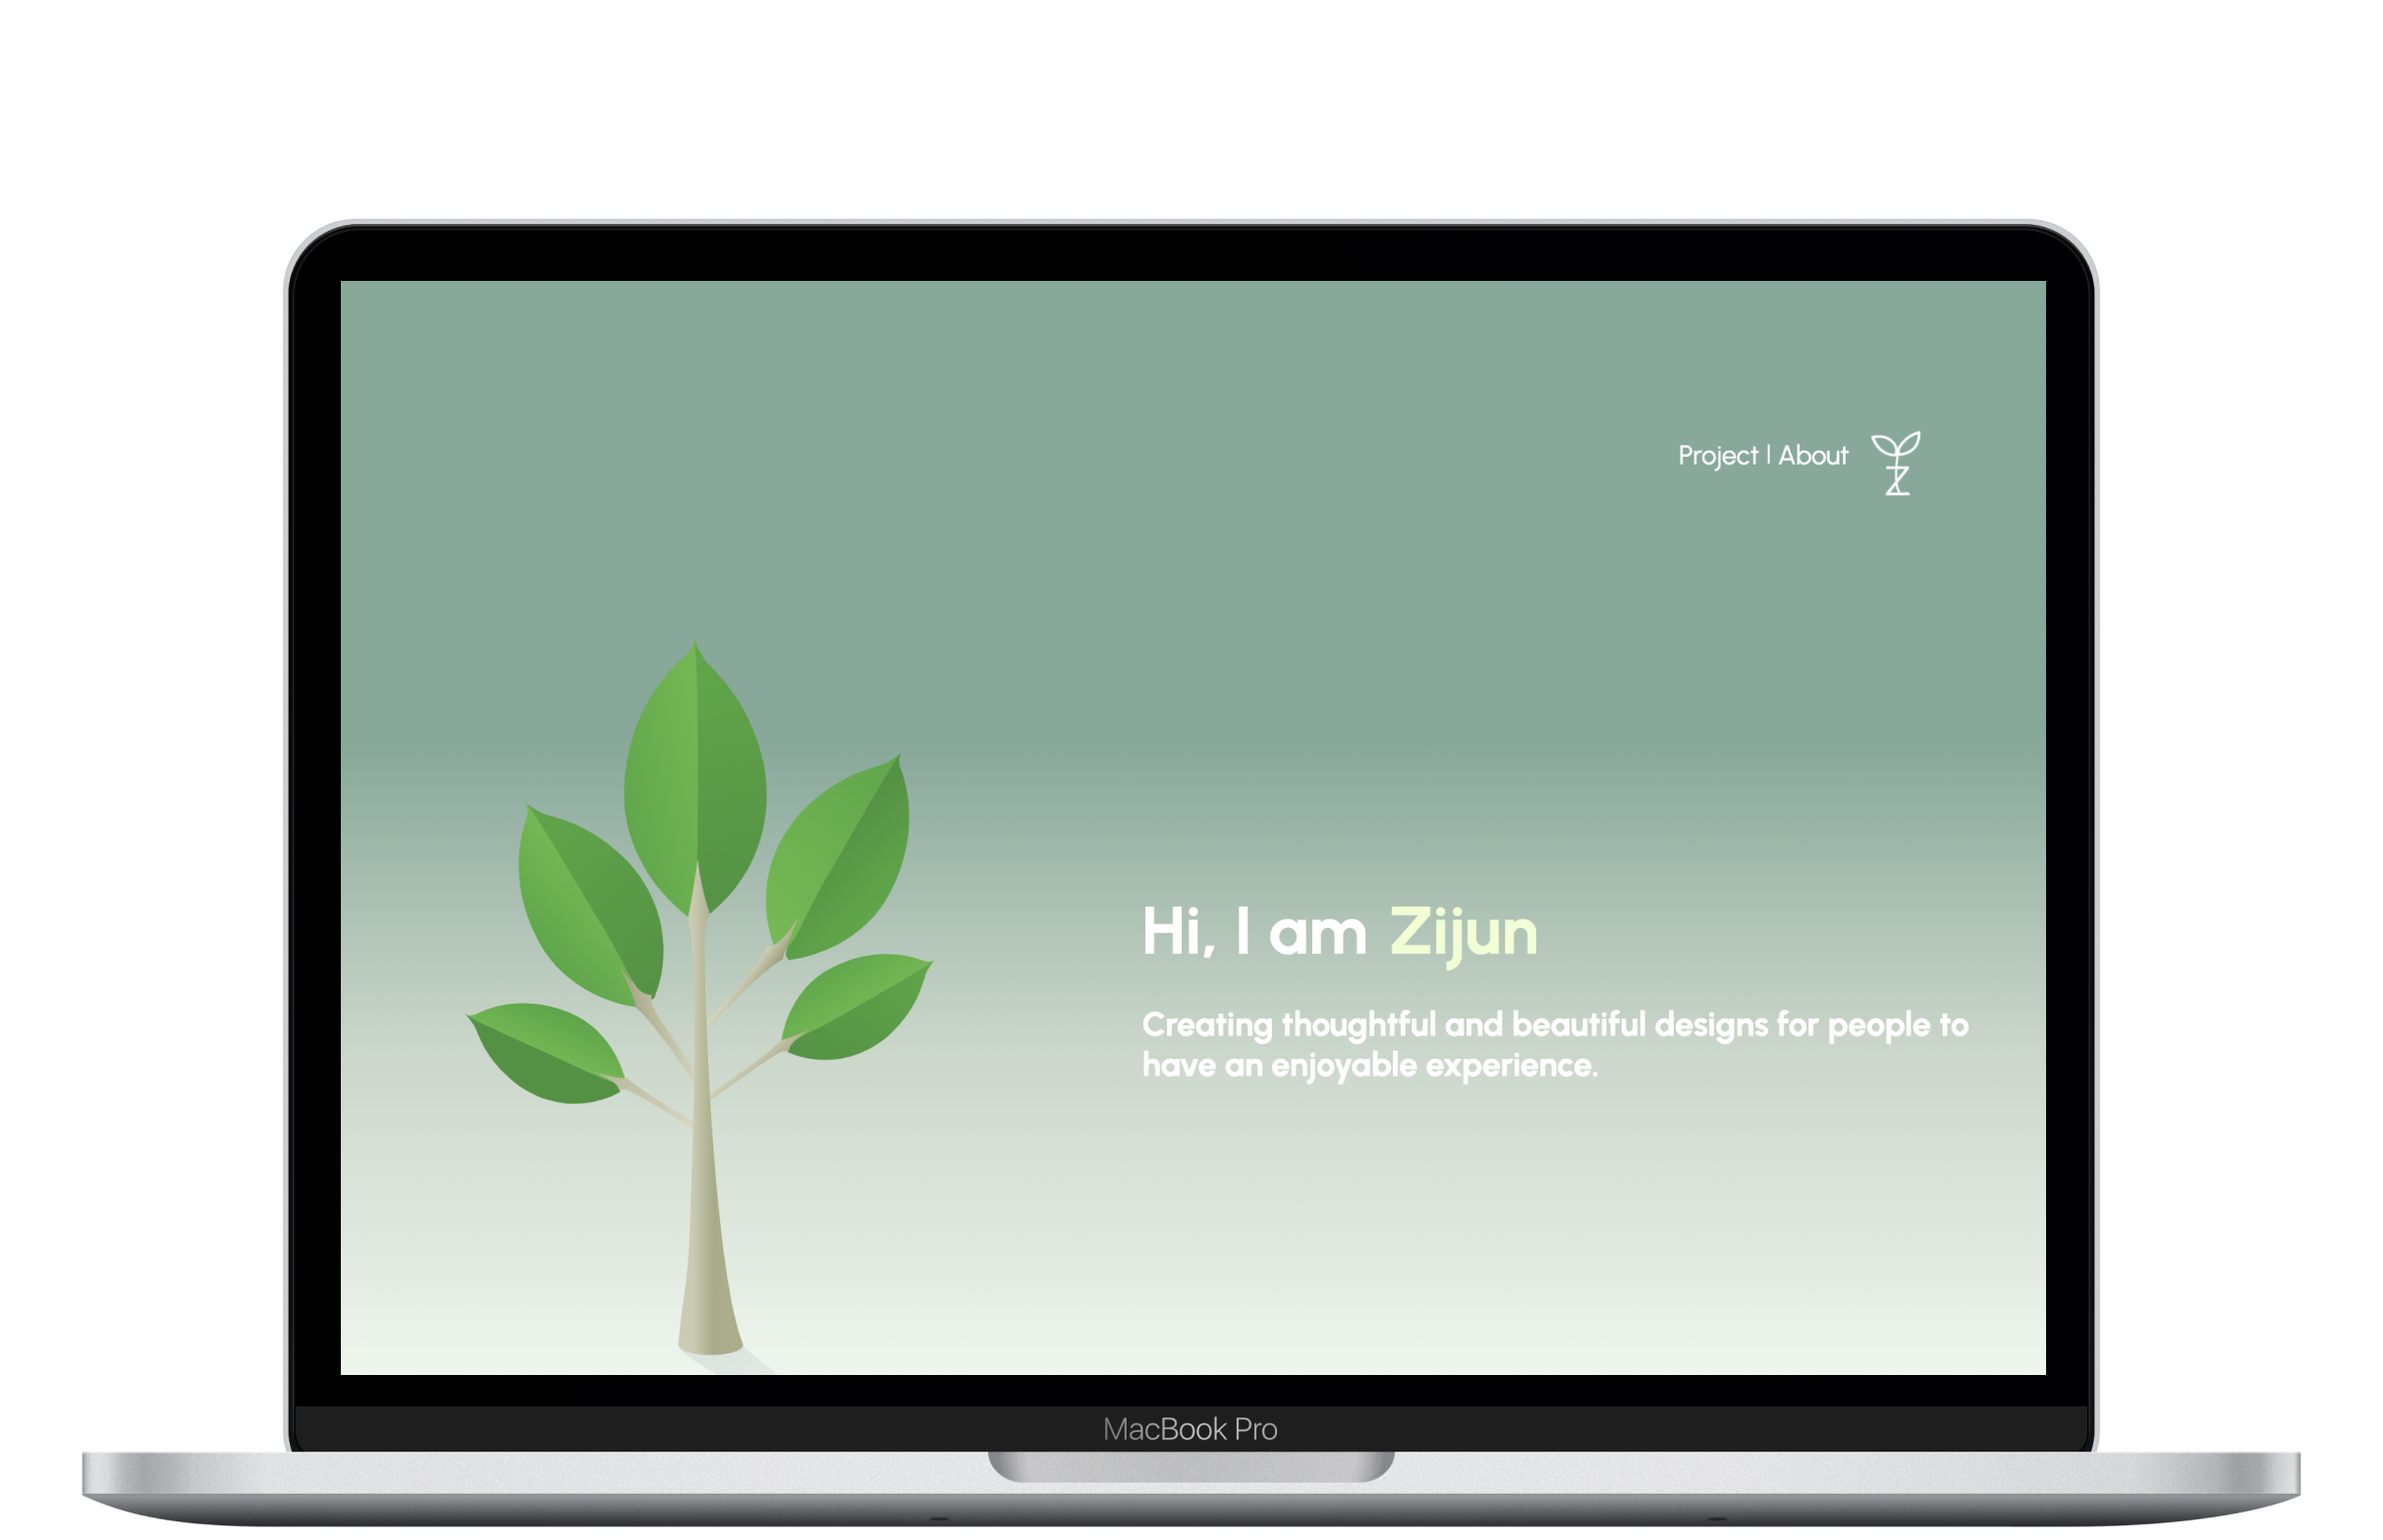 Project | About
Hi, I am Zijun
Creating thoughtful and beautiful designs for people to
have an enjoyable experience.
MacBook Pro